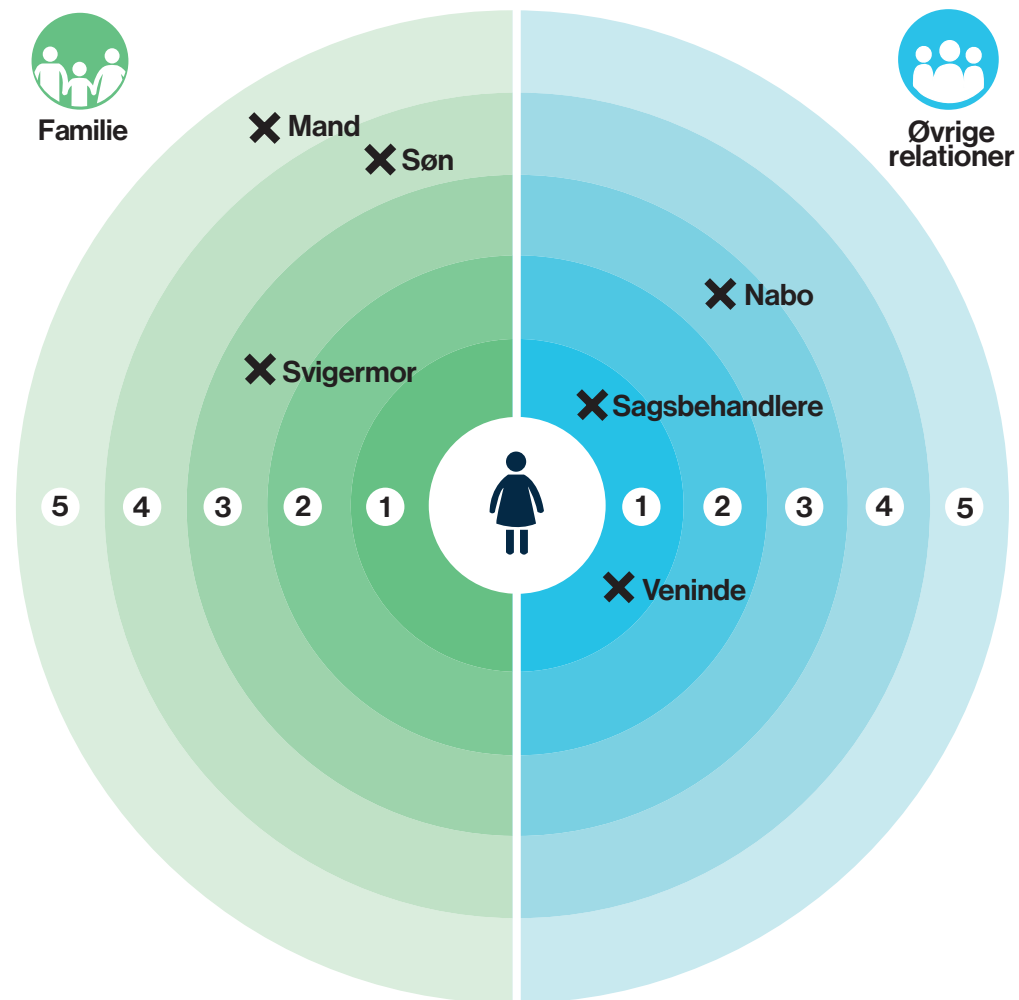 Familie
Øvrige
relationer
Mand
Søn
Nabo
Svigermor
Sagsbehandlere
5 4 3 2 1 1 2 3 4 5
Veninde